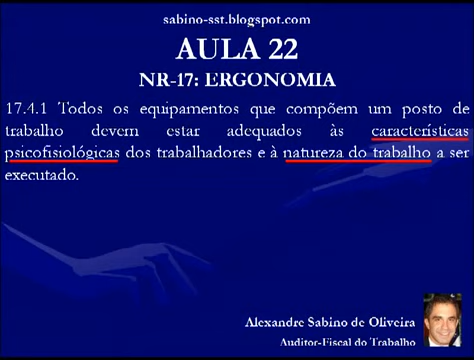 sabino-sst.blogspot.com
AULA 22
NR-17: ERGONOMIA
17.4.1 Todos os equipamentos que compõem um posto de
trabalho devem estar adequados às características
psicofisiológicas dos trabalhadores e à natureza do trabalho a ser
executado.
Alexandre Sabino de Oliveira
Auditor-Fiscal do Trabalho